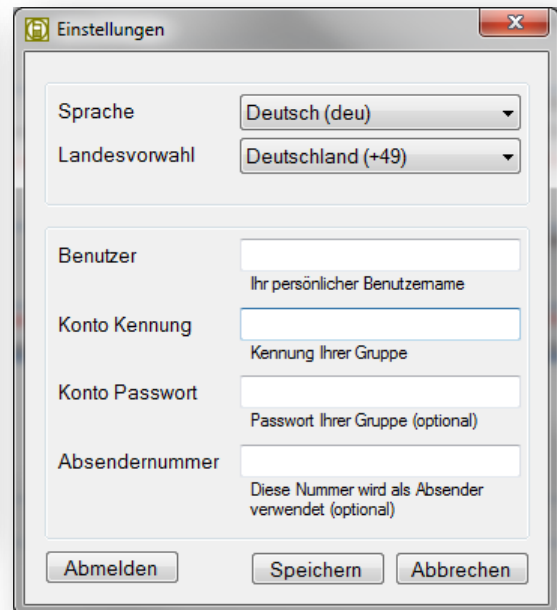 Einstellungen
Sprache
Deutsch (deu)
Landesvorwahl
Deutschland (+49)
Benutzer
Ihr persönlicher Benutzername
Konto Kennung
Kennung Ihrer Gruppe
Konto Passwort
Passwort Ihrer Gruppe (optional)
Absendernummer
Diese Nummer wird als Absender
verwendet (optional)
Abmelden
Speichern
Abbrechen